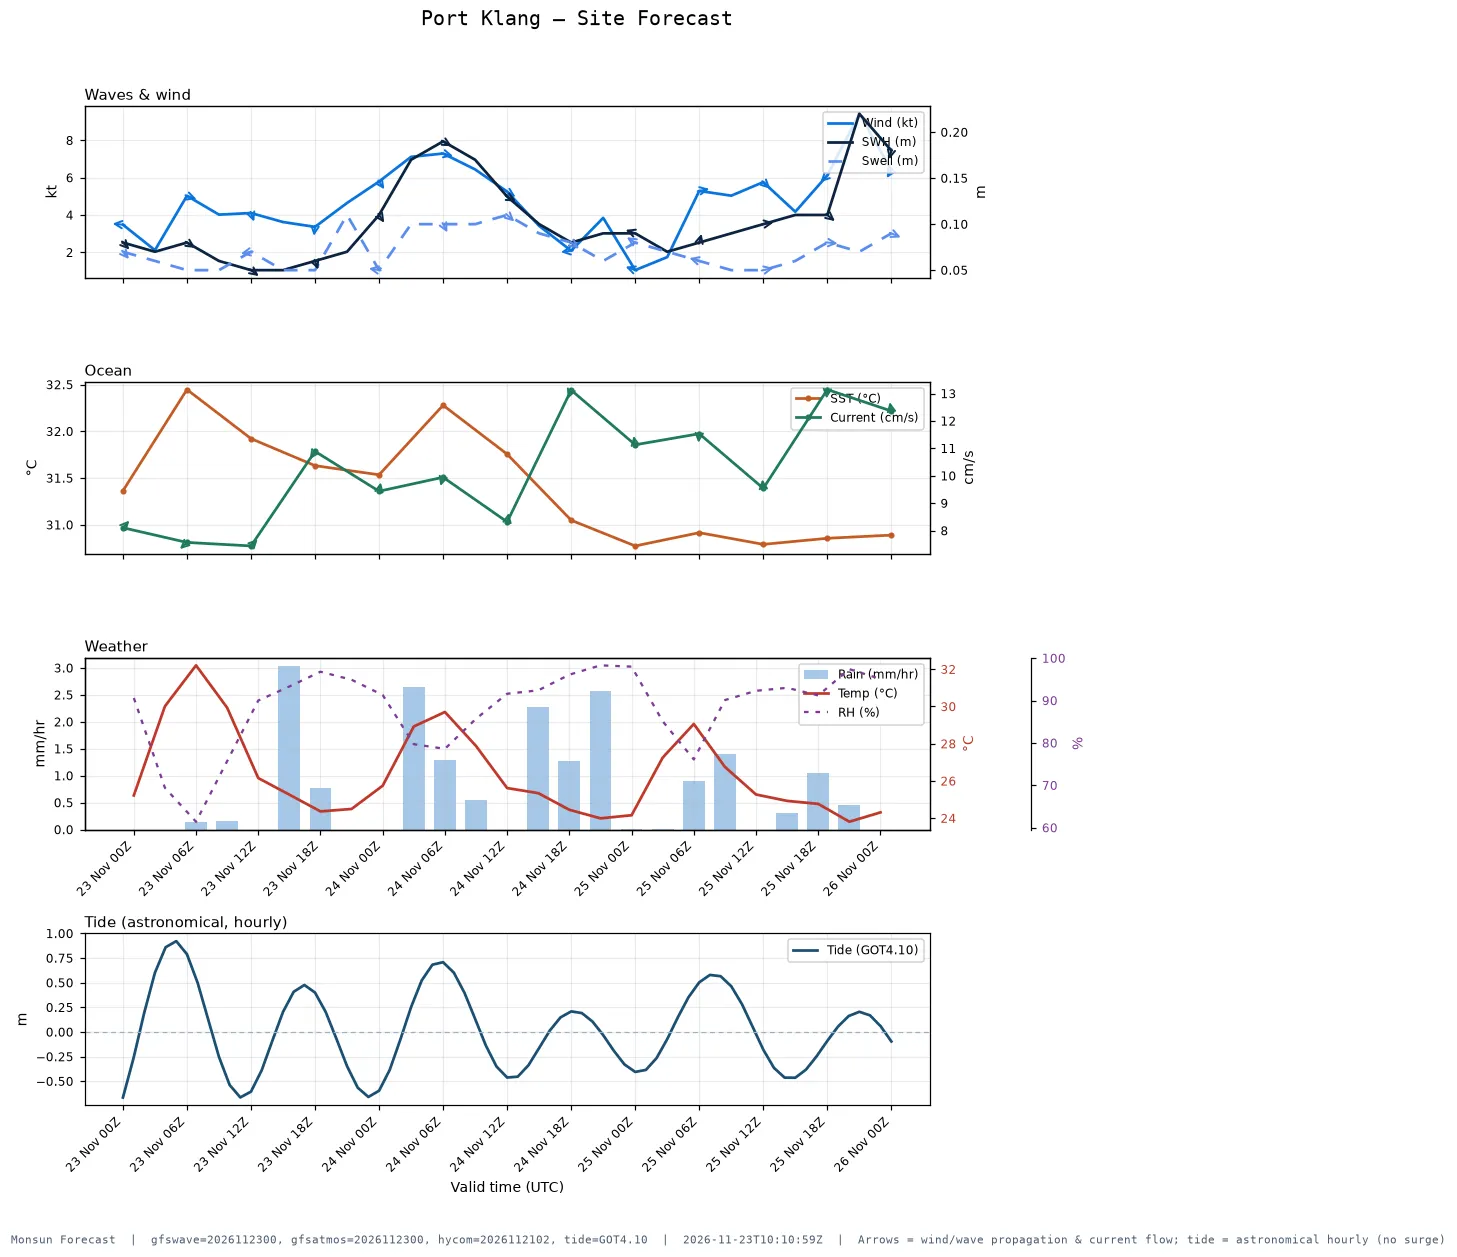 Port Klang — Site Forecast
Waves & wind
kt
8
6
4
2
Wind (kt)
SWH (m)
Swell (m)
0.20
0.15
0.10
0.05
m
Ocean
°C
32.5
32.0
31.5
31.0
SST (°C)
Current (cm/s)
13
12
11
10
9
8
cm/s
Weather
mm/hr
3.0
2.5
2.0
1.5
1.0
0.5
0.0
Rain (mm/hr)
Temp (°C)
RH (%)
32
30
28
26
24
°C
100
90
80
70
60
%
23 Nov 00Z
23 Nov 06Z
23 Nov 12Z
23 Nov 18Z
24 Nov 00Z
24 Nov 06Z
24 Nov 12Z
24 Nov 18Z
25 Nov 00Z
25 Nov 06Z
25 Nov 12Z
25 Nov 18Z
26 Nov 00Z
Tide (astronomical, hourly)
m
1.00
0.75
0.50
0.25
0.00
−0.25
−0.50
Tide (GOT4.10)
23 Nov 00Z
23 Nov 06Z
23 Nov 12Z
23 Nov 18Z
24 Nov 00Z
24 Nov 06Z
24 Nov 12Z
24 Nov 18Z
25 Nov 00Z
25 Nov 06Z
25 Nov 12Z
25 Nov 18Z
26 Nov 00Z
Valid time (UTC)
Monsun Forecast | gfswave=2026112300, gfsatmos=2026112300, hycom=2026112102, tide=GOT4.10 | 2026-11-23T10:10:59Z | Arrows = wind/wave propagation & current flow; tide = astronomical hourly (no surge)